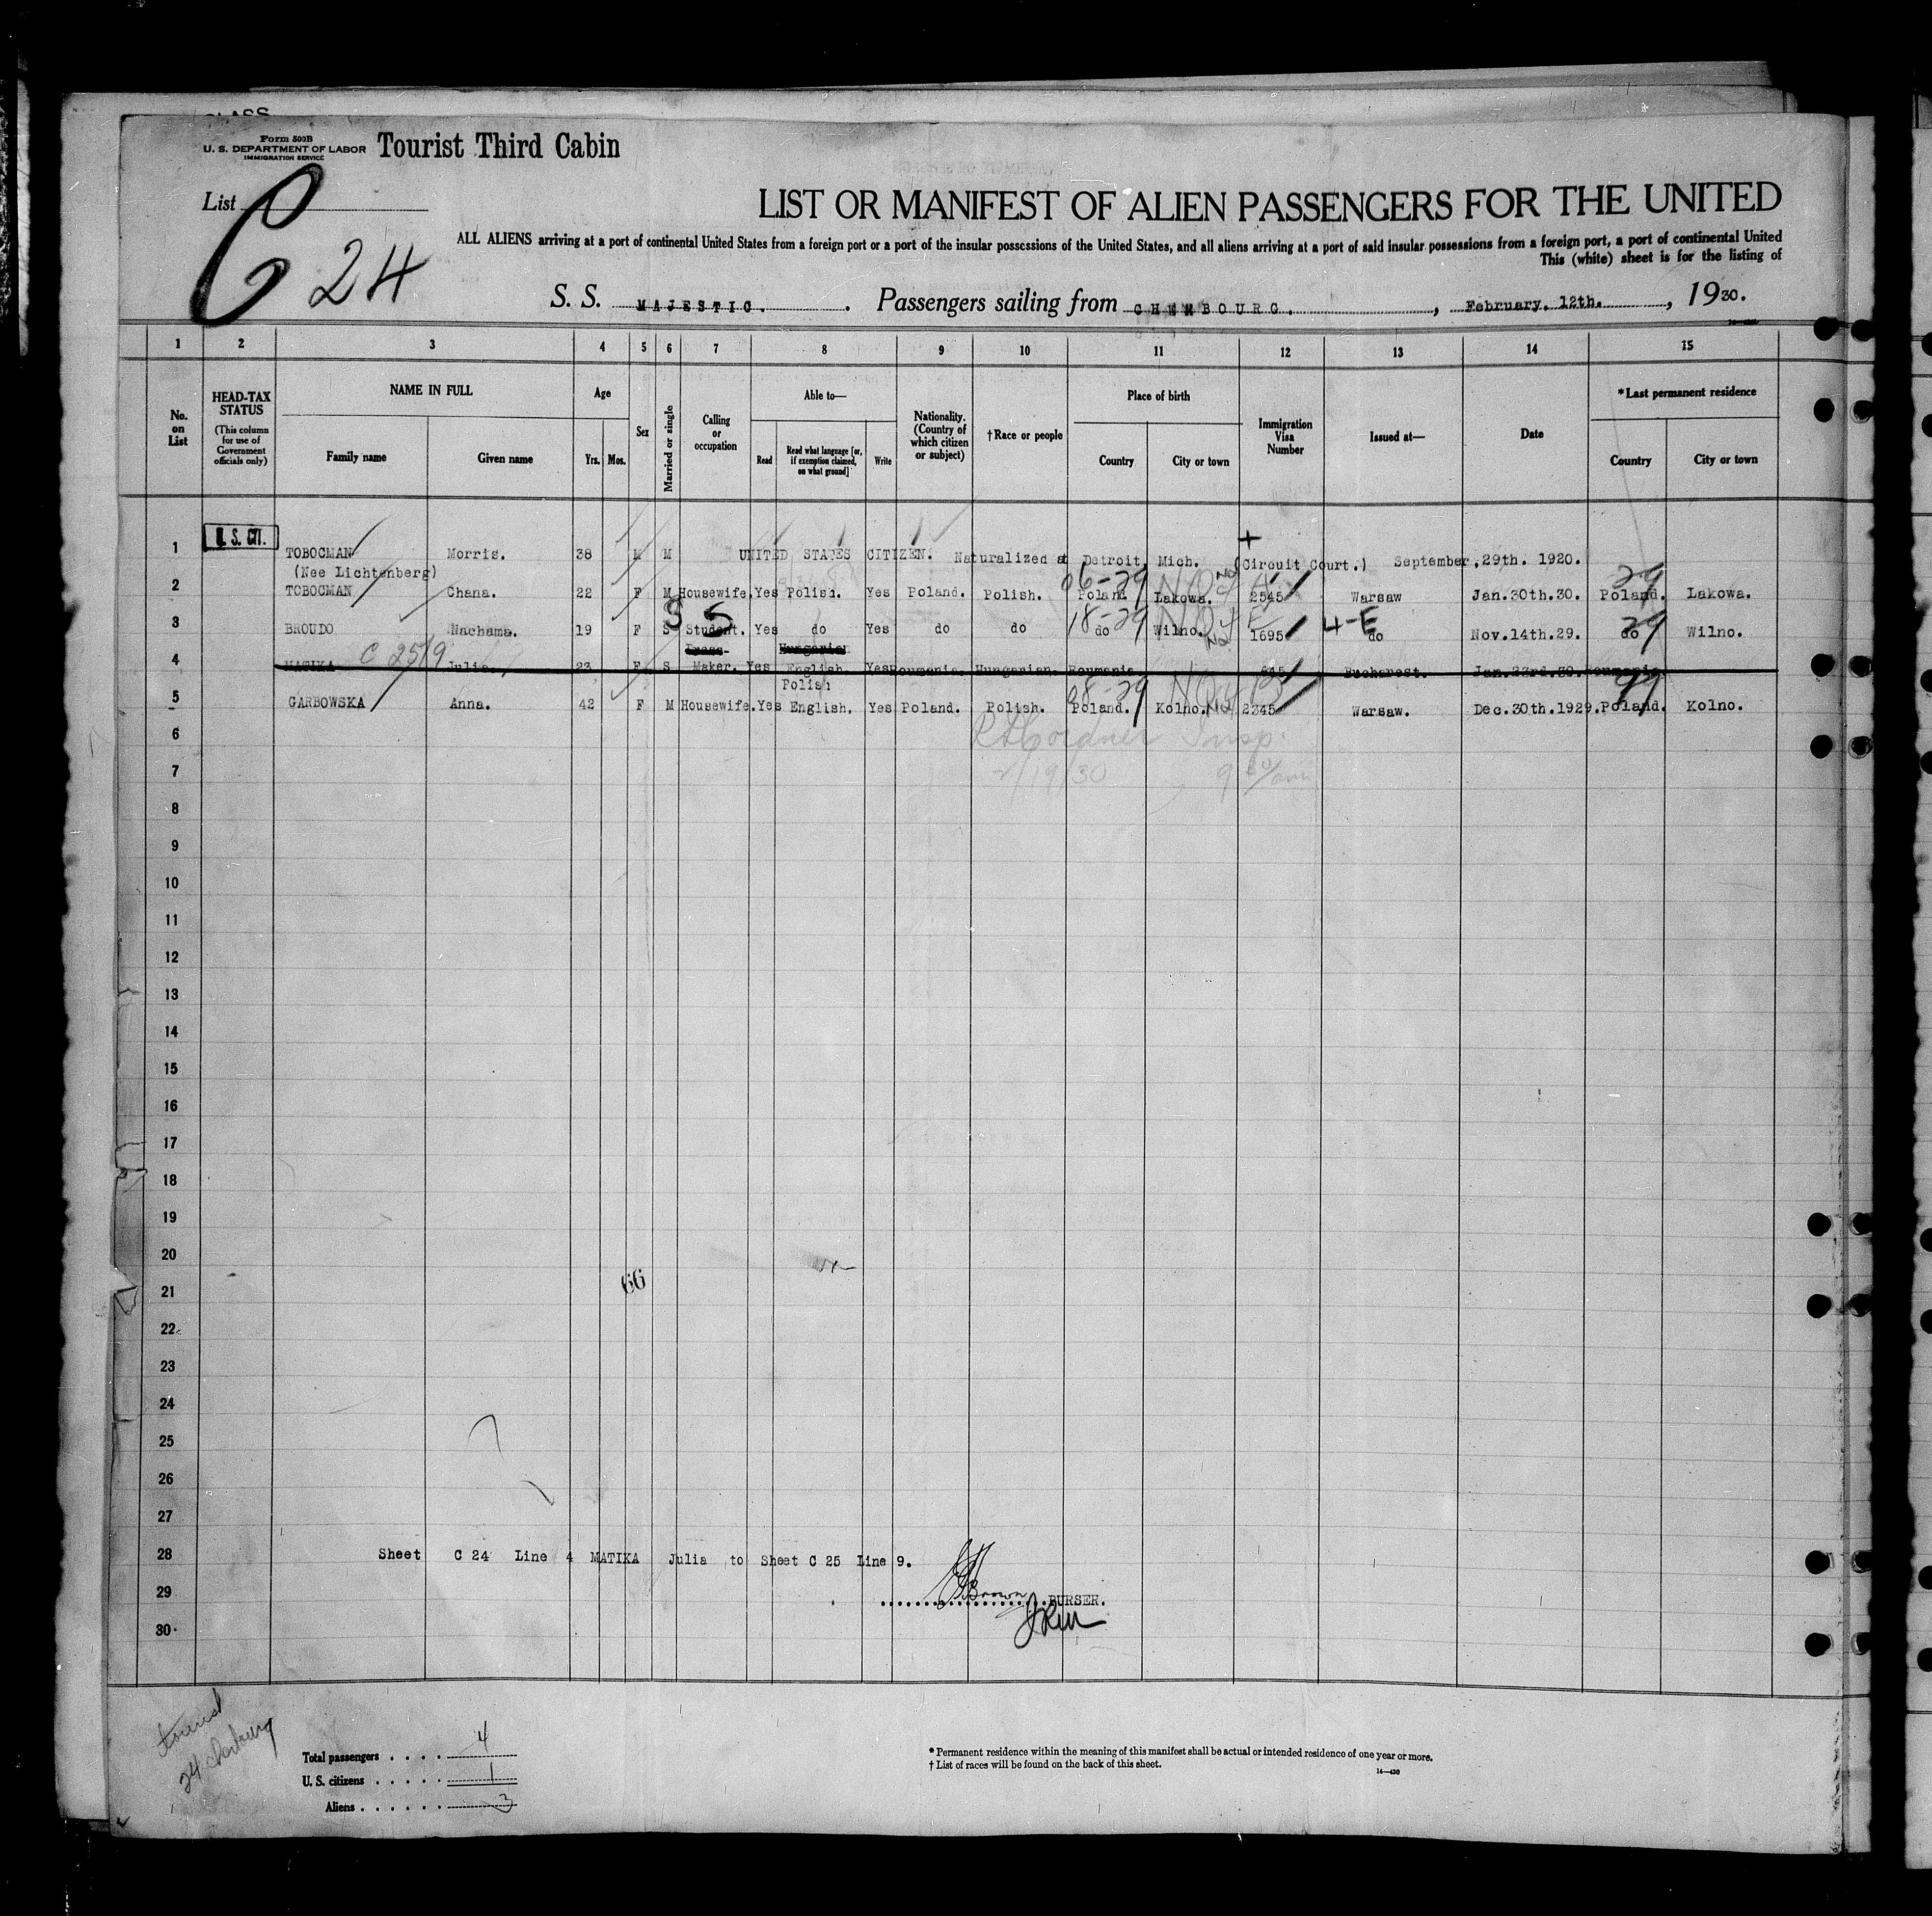 Form 500B
U. S. DEPARTMENT OF LABOR
IMMIGRATION SERVICE
Tourist Third Cabin
List
C 24
LIST OR MANIFEST OF ALIEN PASSENGERS FOR THE UNITED
ALL ALIENS arriving at a port of continental United States from a foreign port or a port of the insular possessions of the United States, and all aliens arriving at a port of said insular possessions from a foreign port, a port of continental United
This (white) sheet is for the listing of
S. S. MAJESTIC. Passengers sailing from CHERBOURG. , February. 12th. , 1930.
1 2 3 4 5 6 7 8 9 10 11 12 13 14 15
No. on List
HEAD-TAX STATUS
(This column for use of Government officials only)
NAME IN FULL
Family name Given name
Age
Yrs. Mos.
Sex
Married or single
Calling or occupation
Able to—
Read
Read what language [or, if exemption claimed, on what ground]
Write
Nationality. (Country of which citizen or subject)
†Race or people
Place of birth
Country City or town
Immigration Visa Number
Issued at—
Date
*Last permanent residence
Country City or town
1 U. S. CIT. TOBOCMAN Morris. 38 M M UNITED STATES CITIZEN. Naturalized at Detroit, Mich. (Circuit Court.) September, 29th. 1920.
(Nee Lichtenberg)
2 TOBOCMAN Chana. 22 F M Housewife. Yes Polish. Yes Poland. Polish. Poland. Lakowa. 2545 Warsaw Jan.30th.30. Poland. Lakowa.
3 BROUDO Nachama. 19 F S Student. Yes do Yes do do do Wilno. 1695 do Nov.14th.29. do Wilno.
C 25/9
Dress- Hungarian
4 MATIKA Julia. 23 F S Maker. Yes English. Yes Roumania. Hungarian. Roumania 645 Bucharest. Jan.23rd.30. Roumania
Polish
5 GARBOWSKA Anna. 42 F M Housewife. Yes English. Yes Poland. Polish. Poland. Kolno. 2345 Warsaw. Dec.30th.1929. Poland. Kolno.
6
2/19/30
7
8
9
10
11
12
13
14
15
16
17
18
19
20
66
21
22
23
24
25
26
27
28 Sheet C 24 Line 4 MATIKA Julia to Sheet C 25 Line 9.
29 Brown PURSER.
30
Total passengers . . . . 4
U. S. citizens . . . . . 1
Aliens . . . . . . 3
* Permanent residence within the meaning of this manifest shall be actual or intended residence of one year or more.
† List of races will be found on the back of this sheet.
14—430